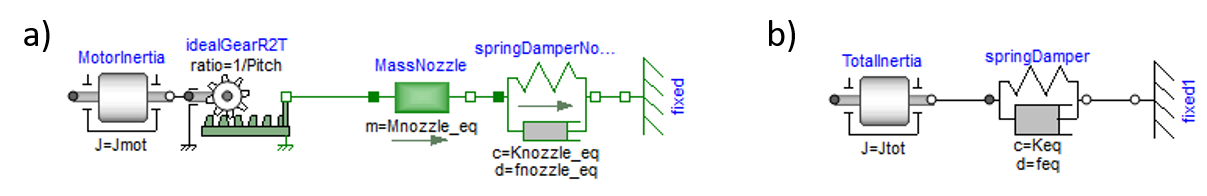 a)
MotorInertia
J=Jmot
idealGearR2T
ratio=1/Pitch
MassNozzle
m=Mnozzle_eq
springDamperNo...
c=Knozzle_eq
d=fnozzle_eq
fixed
b)
TotalInertia
J=Jtot
springDamper
c=Keq
d=feq
fixed1